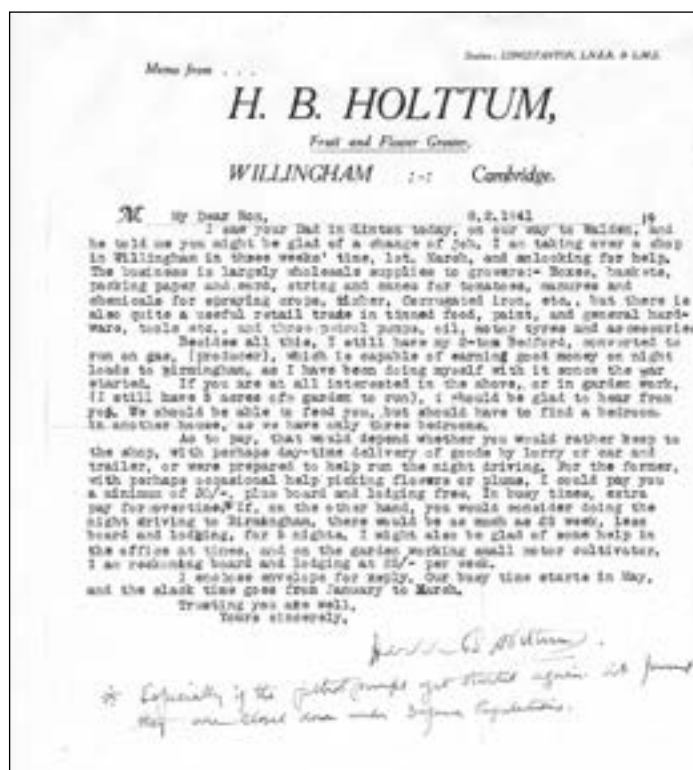 Station: LONGSTANTON, L.N.E.R. & L.M.S.
Memo from . . .
H. B. HOLTTUM,
Fruit and Flower Grower,
WILLINGHAM :-: Cambridge.
M My Dear Ron, 8.2.1941 19
I saw your Dad in Linton today, on our way to Walden, and
he told me you might be glad of a change of job. I am taking over a shop
in Willingham in three weeks' time, 1st. March, and amlooking for help.
The business is largely wholesale supplies to growers:- Boxes, baskets,
packing paper and string and canes for tomatoes, manures and
chemicals for spraying crops, timber, Corrugated iron, etc., but there is
also quite a useful retail trade in tinned food, paint, and general hard-
ware, tools etc., and three petrol pumps, oil, motor tyres and accessories
Besides all this, I still have my 2-ton Bedford, converted to
run on gas, (producer), which is capable of earning good money on night
loads to Birmingham, as I have been doing myself with it since the war
started. If you are at all interested in the above, or in garden work,
(I still have 5 acres of garden to run), I should be glad to hear from
you. We should be able to feed you, but should have to find a bedroom
in another house, as we have only three bedrooms.
As to pay, that would depend whether you would rather keep to
the shop, with perhaps day-time delivery of goods by lorry or car and
trailer, or were prepared to help run the night driving. For the former,
with perhaps occasional help picking flowers or plums, I could pay you
a minimum of 30/-, plus board and lodging free. In busy times, extra
pay for overtime.* If, on the other hand, you would consider doing the
night driving to Birmingham, there would be as much as week, less
board and lodging, for 5 nights. I might also be glad of some help in
the office at times, and on the garden working small motor cultivator.
I am reckoning board and lodging at 25/- per week.
I enclose envelope for reply. Our busy time starts in May,
and the slack time goes from January to March.
Trusting you are well,
Yours sincerely,
B Holttum.
* Especially if the petrol pumps get started again. At present
they are closed down under Defence Regulations.